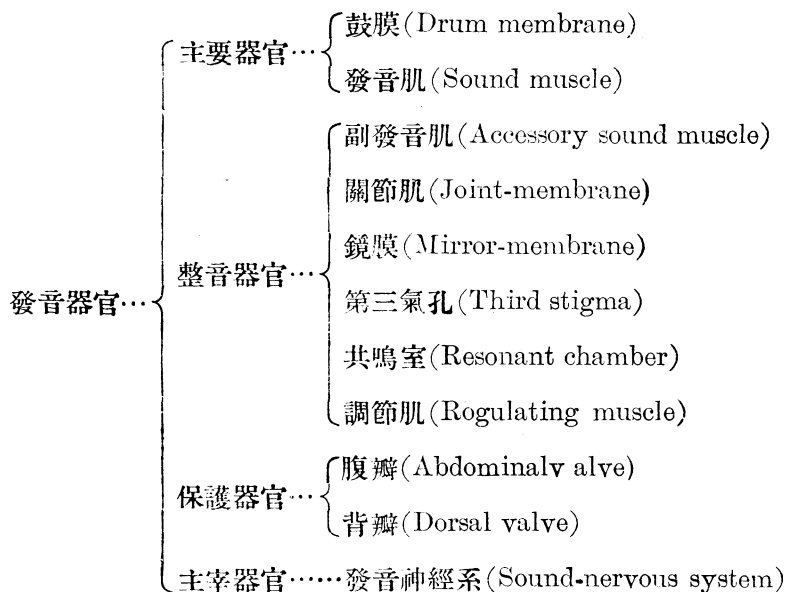 主要器官…
鼓膜(Drum membrane)
發音肌(Sound muscle)
整音器官…
副發音肌(Accessory sound muscle)
關節肌(Joint-membrane)
鏡膜(Mirror-membrane)
第三氣孔(Third stigma)
共鳴室(Resonant chamber)
調節肌(Rogulating muscle)
發音器官…
保護器官…
腹瓣(Abdominalv alve)
背瓣(Dorsal valve)
主宰器官……發音神經系(Sound-nervous system)